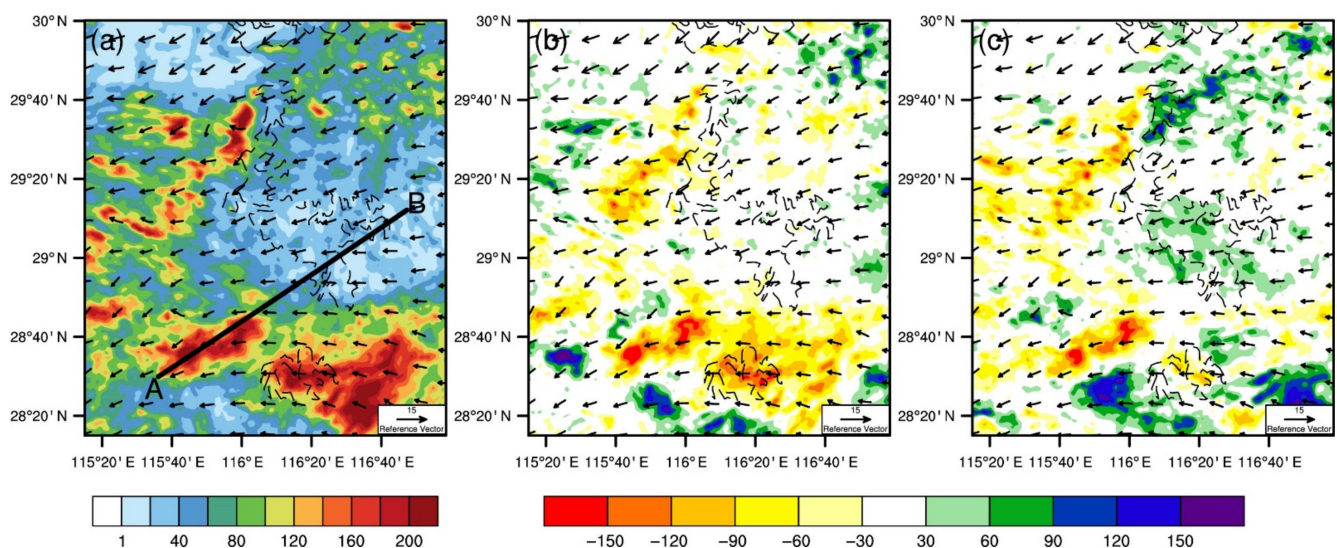 (a)
(b)
(c)
30° N
29° 40' N
29° 20' N
29° N
28° 40' N
28° 20' N
A
B
15
Reference Vector
115° 20' E 115° 40' E 116° E 116° 20' E 116° 40' E
30° N
29° 40' N
29° 20' N
29° N
28° 40' N
28° 20' N
15
Reference Vector
115° 20' E 115° 40' E 116° E 116° 20' E 116° 40' E
30° N
29° 40' N
29° 20' N
29° N
28° 40' N
28° 20' N
15
Reference Vector
115° 20' E 115° 40' E 116° E 116° 20' E 116° 40' E
1 40 80 120 160 200
−150 −120 −90 −60 −30 30 60 90 120 150